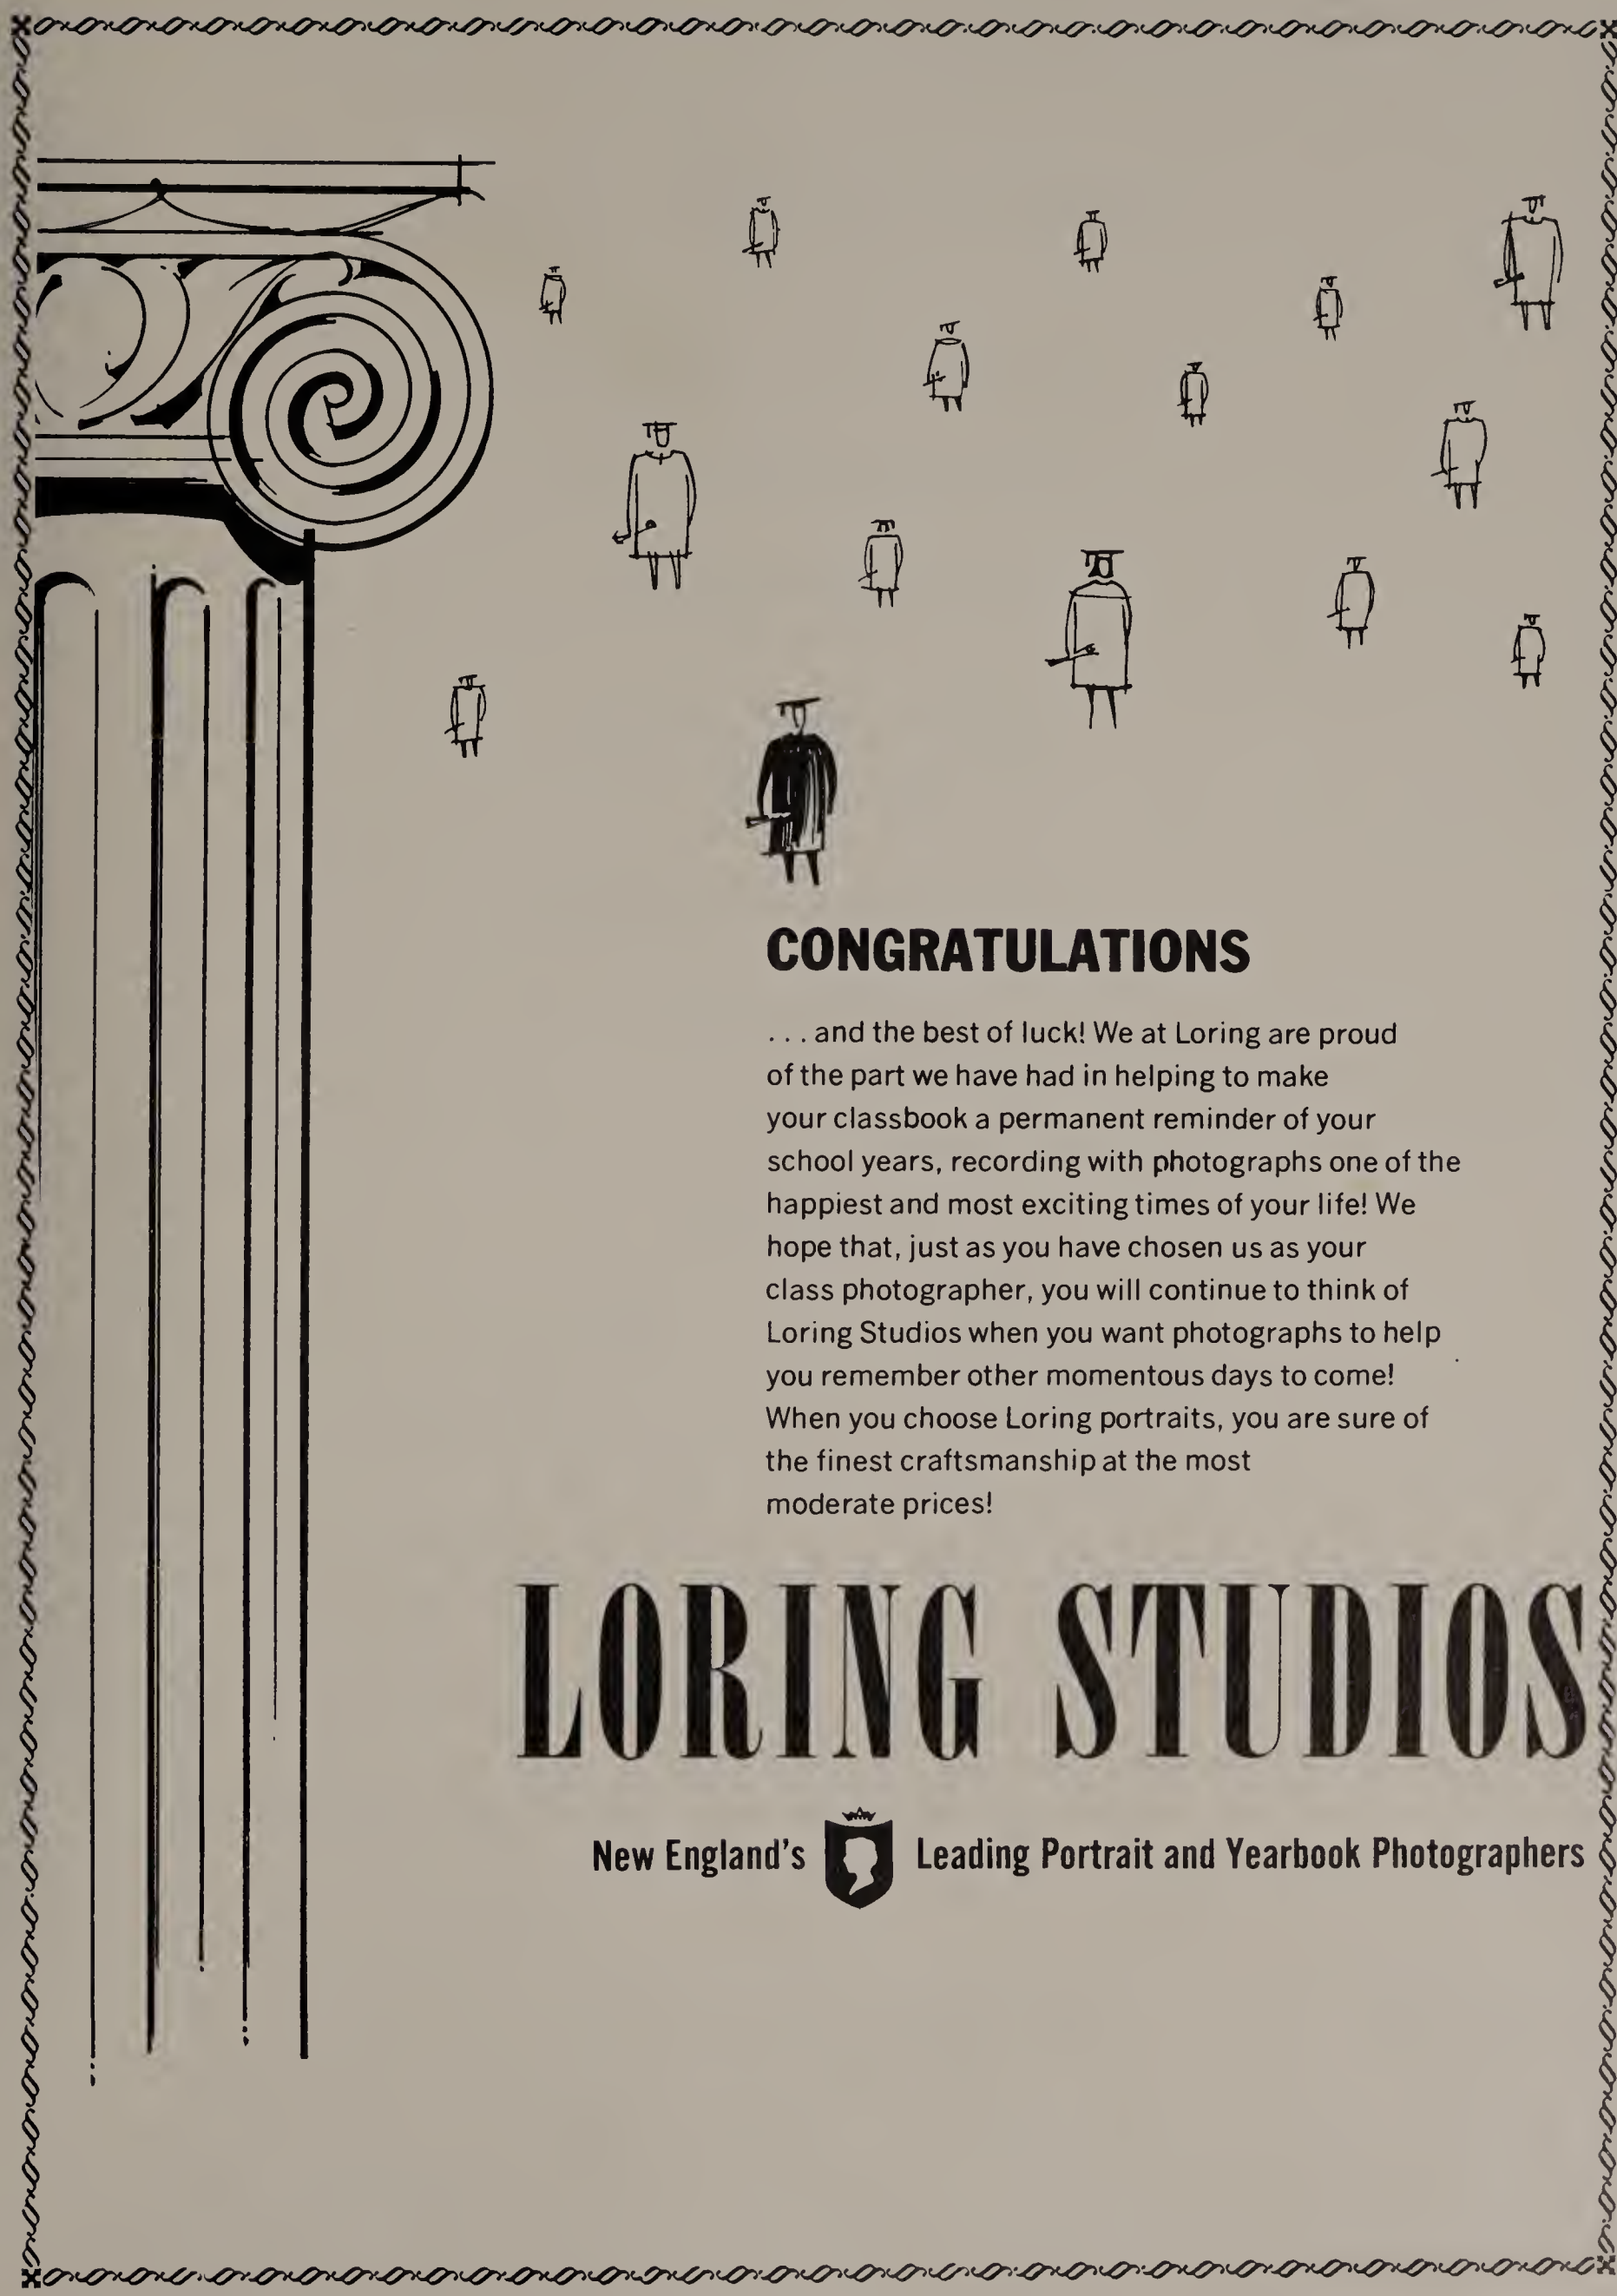 CONGRATULATIONS
...and the best of luck! We at Loring are proud
of the part we have had in helping to make
your classbook a permanent reminder of your
school years, recording with photographs one of the
happiest and most exciting times of your life! We
hope that, just as you have chosen us as your
class photographer, you will continue to think of
Loring Studios when you want photographs to help
you remember other momentous days to come!
When you choose Loring portraits, you are sure of
the finest craftsmanship at the most
moderate prices!
LORING STUDIOS
New England's Leading Portrait and Yearbook Photographers